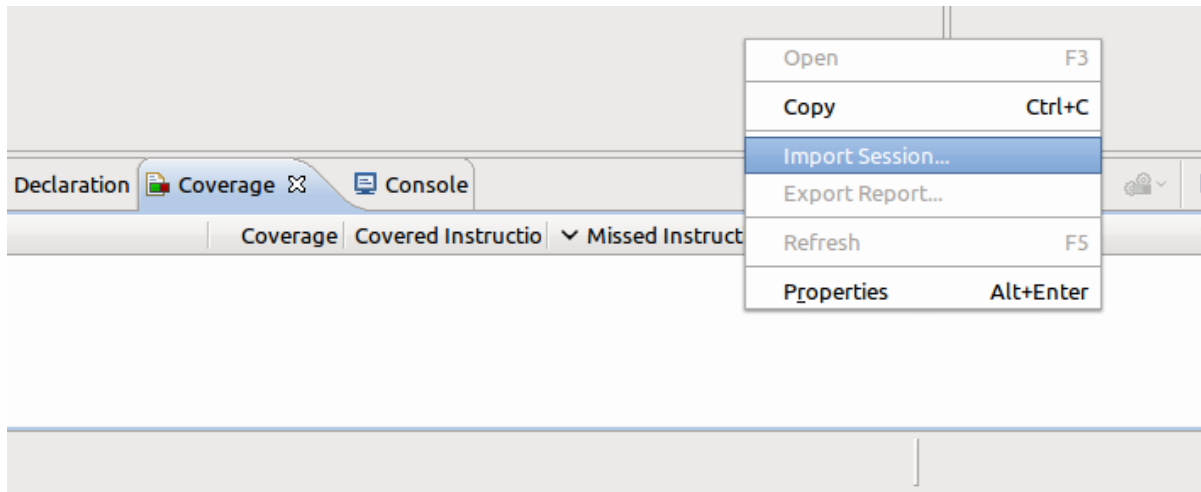 Open F3
Copy Ctrl+C
Import Session...
Export Report...
Refresh F5
Properties Alt+Enter
Declaration Coverage Console
Coverage Covered Instructio Missed Instruct